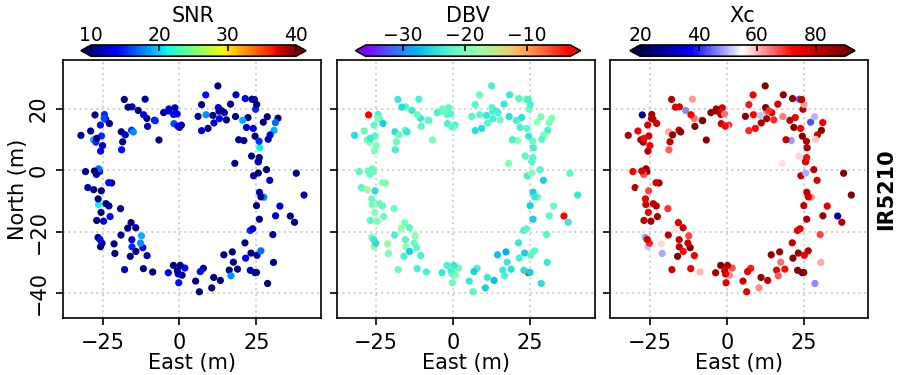 SNR DBV Xc
10 20 30 40 −30 −20 −10 20 40 60 80
20
0
−20
−40
North (m)
IR5210
−25 0 25 −25 0 25 −25 0 25
East (m) East (m) East (m)